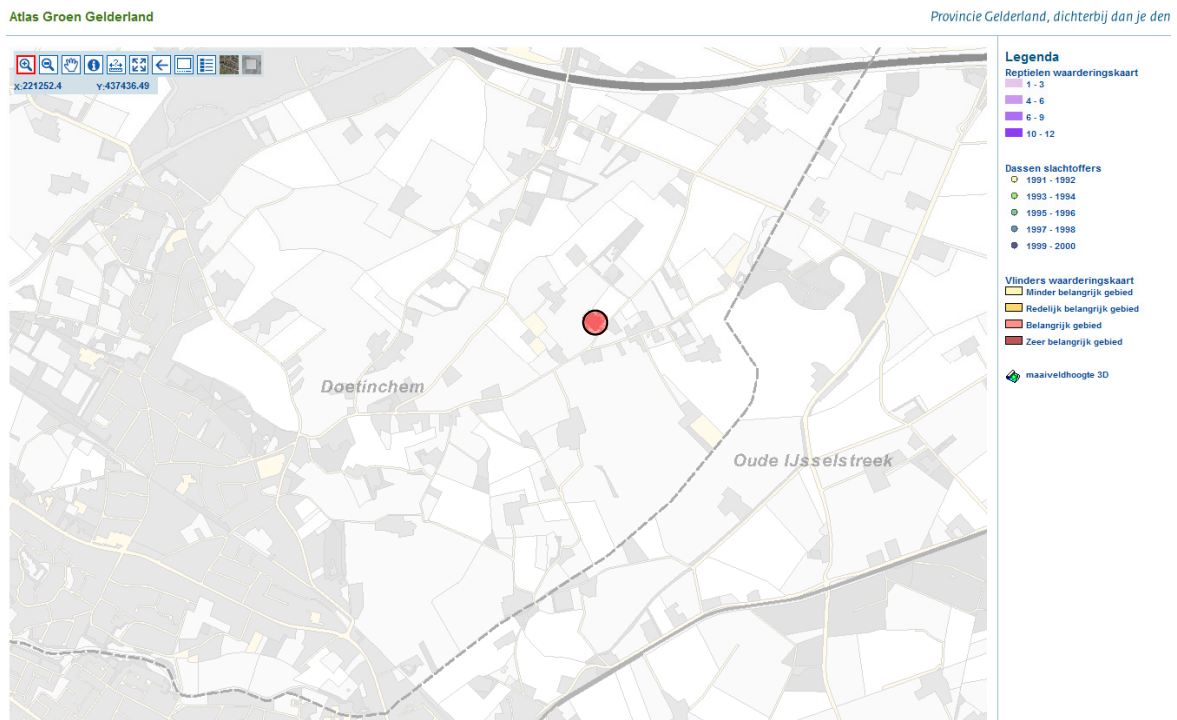 Atlas Groen Gelderland
Provincie Gelderland, dichterbij dan je den
X:221252.4 Y:437436.49
Doetinchem
Oude IJsselstreek
Legenda
Reptielen waarderingskaart
1 - 3
4 - 6
6 - 9
10 - 12
Dassen slachtoffers
1991 - 1992
1993 - 1994
1995 - 1996
1997 - 1998
1999 - 2000
Vlinders waarderingskaart
Minder belangrijk gebied
Redelijk belangrijk gebied
Belangrijk gebied
Zeer belangrijk gebied
maaiveldhoogte 3D